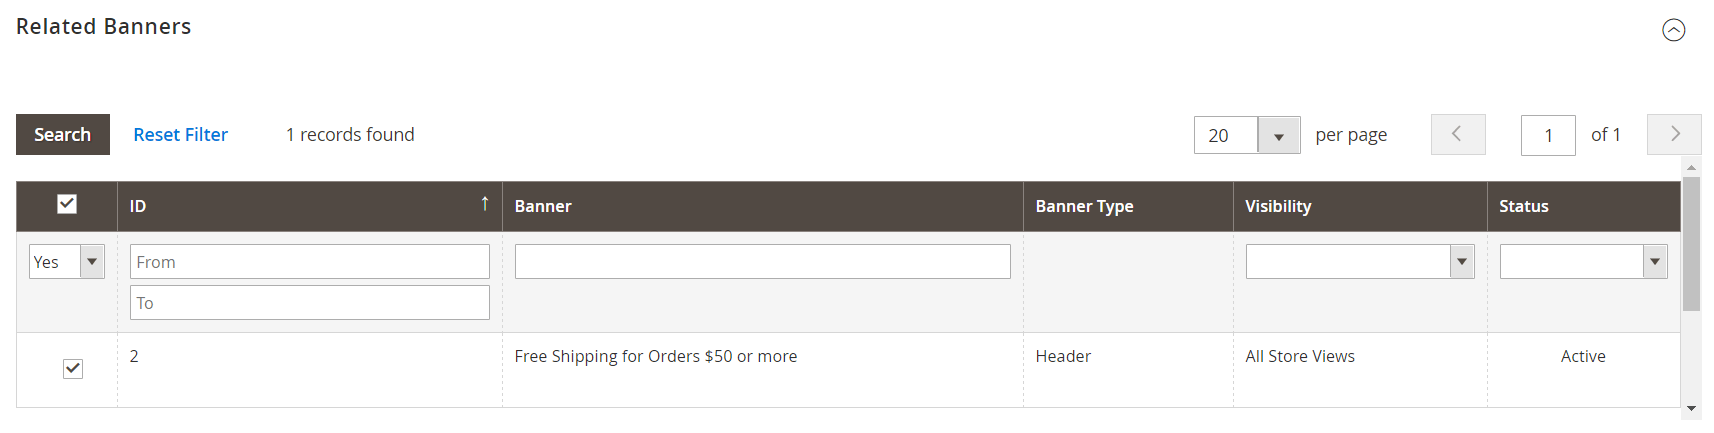 Related Banners
Search Reset Filter 1 records found 20 per page 1 of 1
ID Banner Banner Type Visibility Status
Yes From
To
2 Free Shipping for Orders $50 or more Header All Store Views Active